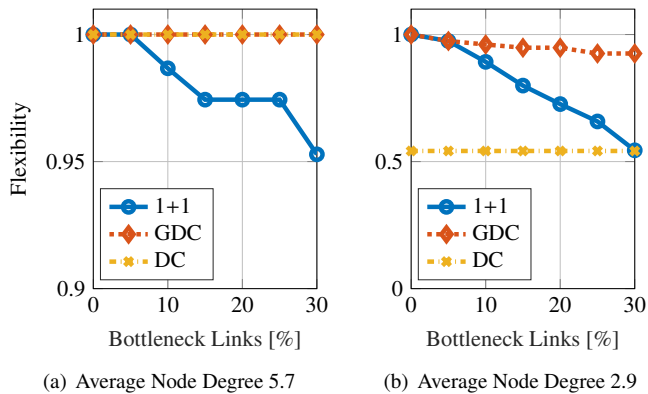 1
0.95
0.9
Flexibility
1+1
GDC
DC
0 10 20 30
Bottleneck Links [%]
(a) Average Node Degree 5.7
1
0.5
0
1+1
GDC
DC
0 10 20 30
Bottleneck Links [%]
(b) Average Node Degree 2.9